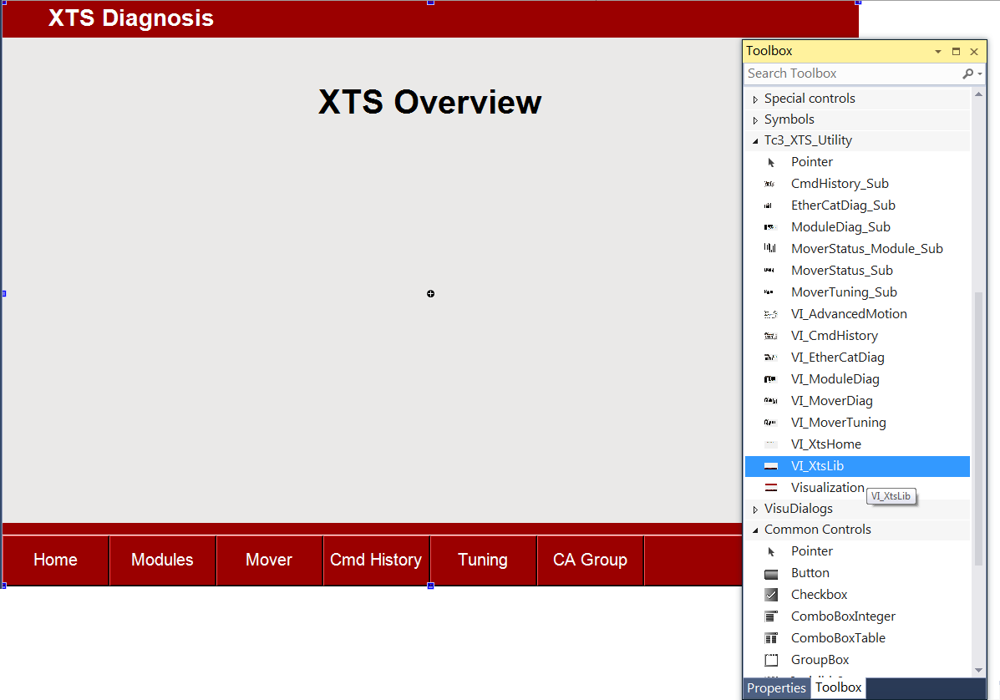 XTS Diagnosis
XTS Overview
Home
Modules
Mover
Cmd History
Tuning
CA Group
Toolbox
Search Toolbox
Special controls
Symbols
Tc3_XTS_Utility
Pointer
CmdHistory_Sub
EtherCatDiag_Sub
ModuleDiag_Sub
MoverStatus_Module_Sub
MoverStatus_Sub
MoverTuning_Sub
VI_AdvancedMotion
VI_CmdHistory
VI_EtherCatDiag
VI_ModuleDiag
VI_MoverDiag
VI_MoverTuning
VI_XtsHome
VI_XtsLib
Visualization
VI_XtsLib
VisuDialogs
Common Controls
Pointer
Button
Checkbox
ComboBoxInteger
ComboBoxTable
GroupBox
Properties
Toolbox